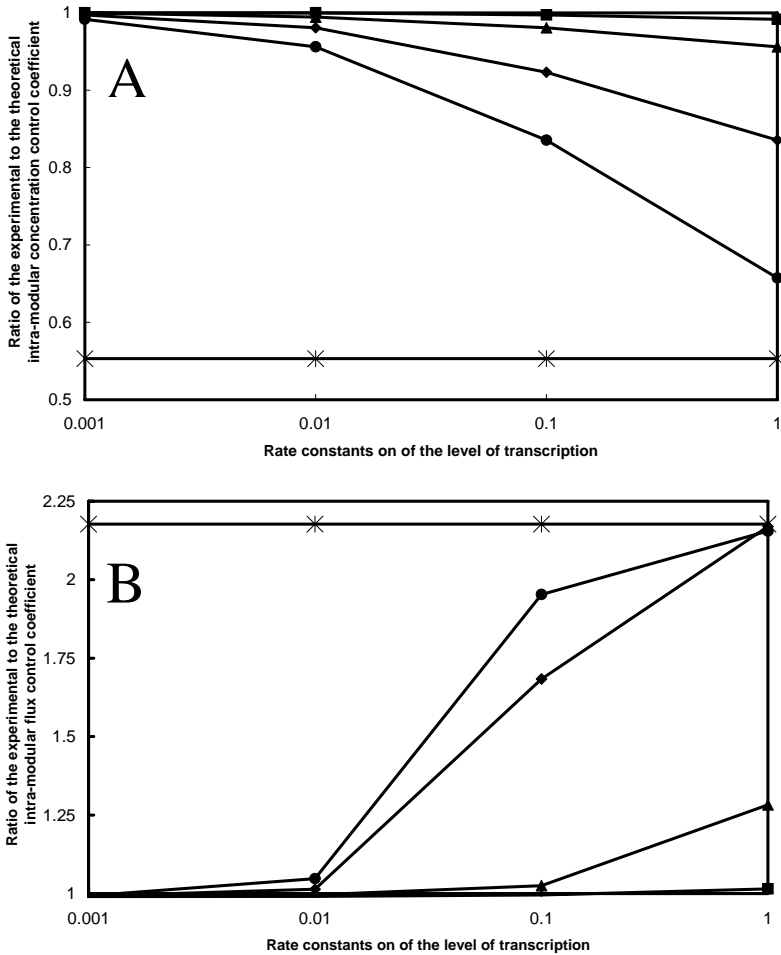 Ratio of the experimental to the theoretical
intra-modular concentration control coefficient
A
1
0.9
0.8
0.7
0.6
0.5
0.001
0.01
0.1
1
Rate constants on of the level of transcription
Ratio of the experimental to the theoretical
intra-modular flux control coefficient
B
2.25
2
1.75
1.5
1.25
1
0.001
0.01
0.1
1
Rate constants on of the level of transcription